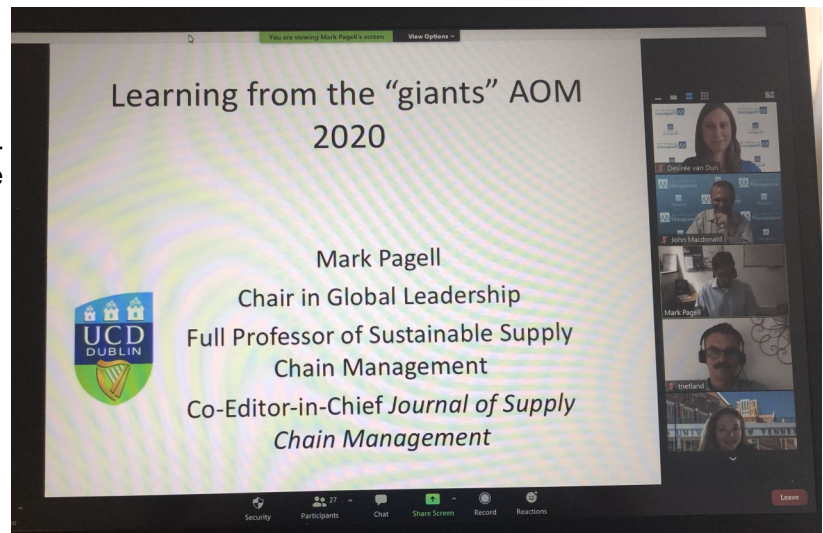 You are viewing Mark Pagell's screen
View Options
Learning from the "giants" AOM
2020
Mark Pagell
Chair in Global Leadership
Full Professor of Sustainable Supply
Chain Management
Co-Editor-in-Chief Journal of Supply
Chain Management
UCD
DUBLIN
Desirée van Dun
John Macdonald
Mark Pagell
tnetland
Security
Participants
27
Chat
Share Screen
Record
Reactions
Leave